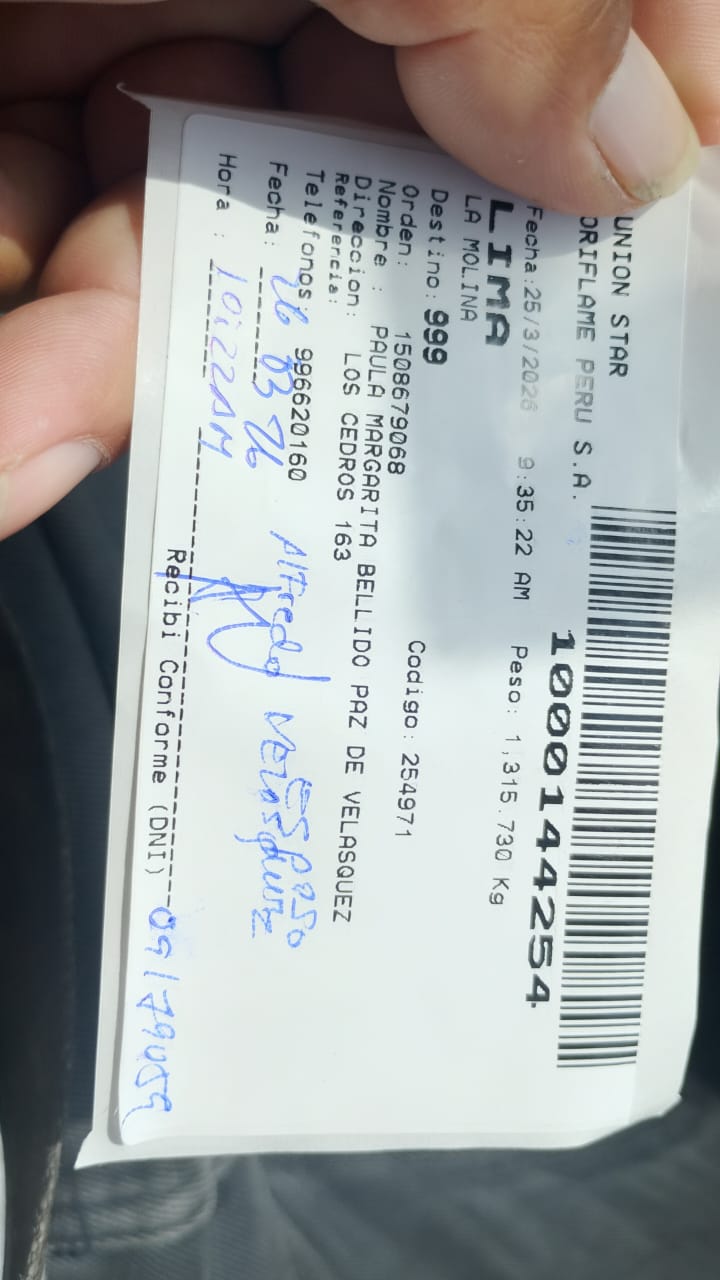 UNION STAR
ORIFLAME PERU S.A.
1000144254
Fecha:25/3/2026 9:35:22 AM Peso: 1,315.730 Kg
LIMA
LA MOLINA
Destino: 999
Orden: 1508679068 Codigo: 254971
Nombre : PAULA MARGARITA BELLIDO PAZ DE VELASQUEZ
Direccion: LOS CEDROS 163
Referencia:
Telefonos: 996620160
Fecha: 26 03 26 Alfredo Velasquez
Esposo
Hora : 10:22AM
Recibi Conforme (DNI) 09179459